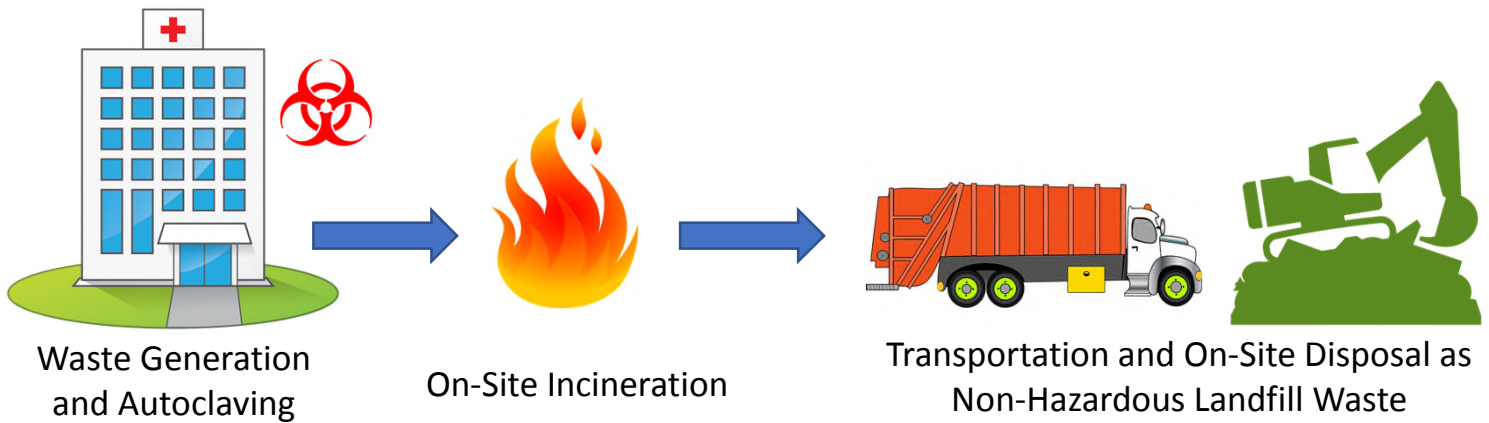 Waste Generation
and Autoclaving
On-Site Incineration
Transportation and On-Site Disposal as
Non-Hazardous Landfill Waste